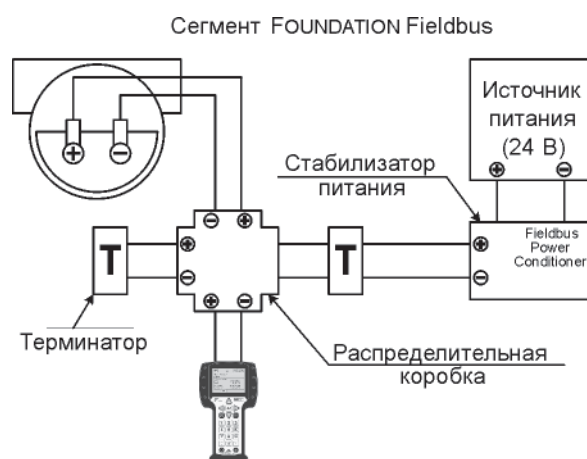 Сегмент FOUNDATION Fieldbus
Источник
питания
(24 В)
Стабилизатор
питания
Fieldbus
Power
Conditioner
T
T
Терминатор
Распределительная
коробка